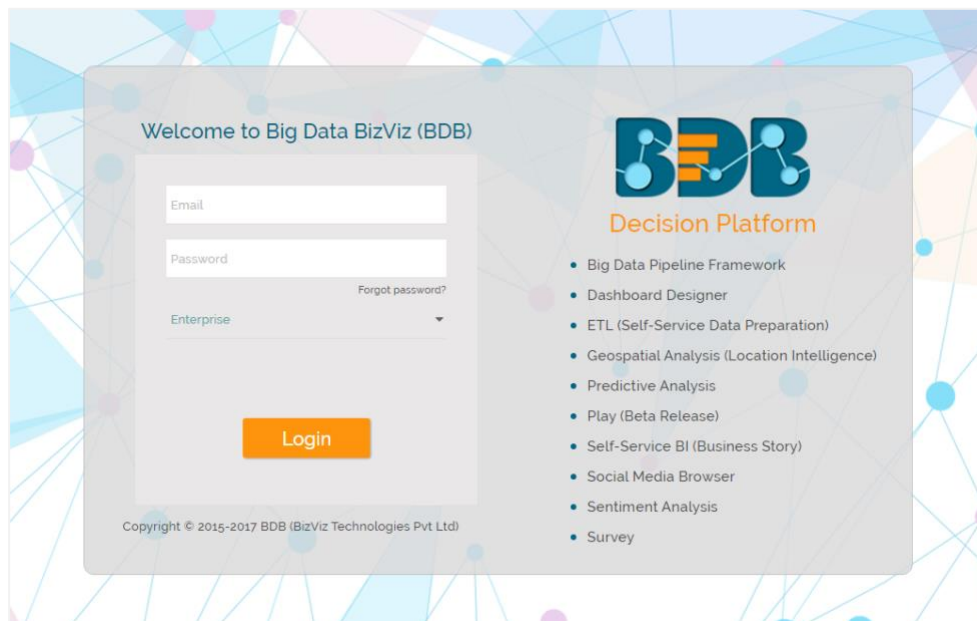 Welcome to Big Data BizViz (BDB)
Email
Password
Forgot password?
Enterprise
Login
Copyright © 2015-2017 BDB (BizViz Technologies Pvt Ltd)
BDB
Decision Platform
Big Data Pipeline Framework
Dashboard Designer
ETL (Self-Service Data Preparation)
Geospatial Analysis (Location Intelligence)
Predictive Analysis
Play (Beta Release)
Self-Service BI (Business Story)
Social Media Browser
Sentiment Analysis
Survey